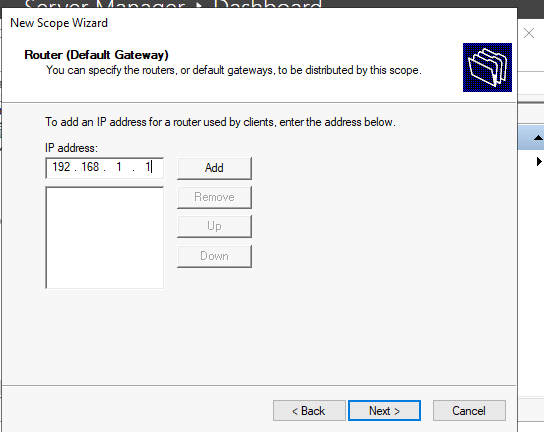 Server Manager ▸ Dashboard
New Scope Wizard
Router (Default Gateway)
You can specify the routers, or default gateways, to be distributed by this scope.
To add an IP address for a router used by clients, enter the address below.
IP address:
192 . 168 . 1 . 1
Add
Remove
Up
Down
< Back
Next >
Cancel